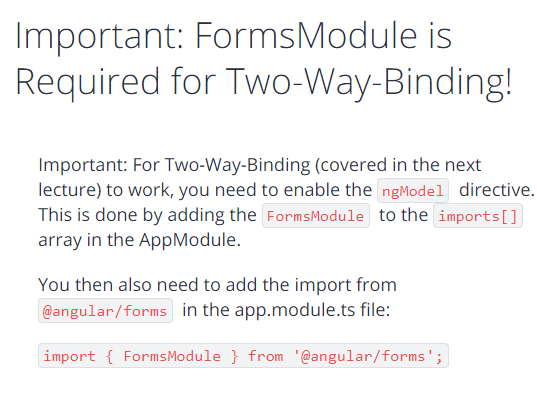 Important: FormsModule is
Required for Two-Way-Binding!
Important: For Two-Way-Binding (covered in the next
lecture) to work, you need to enable the ngModel directive.
This is done by adding the FormsModule to the imports[]
array in the AppModule.
You then also need to add the import from
@angular/forms in the app.module.ts file:
import { FormsModule } from '@angular/forms';